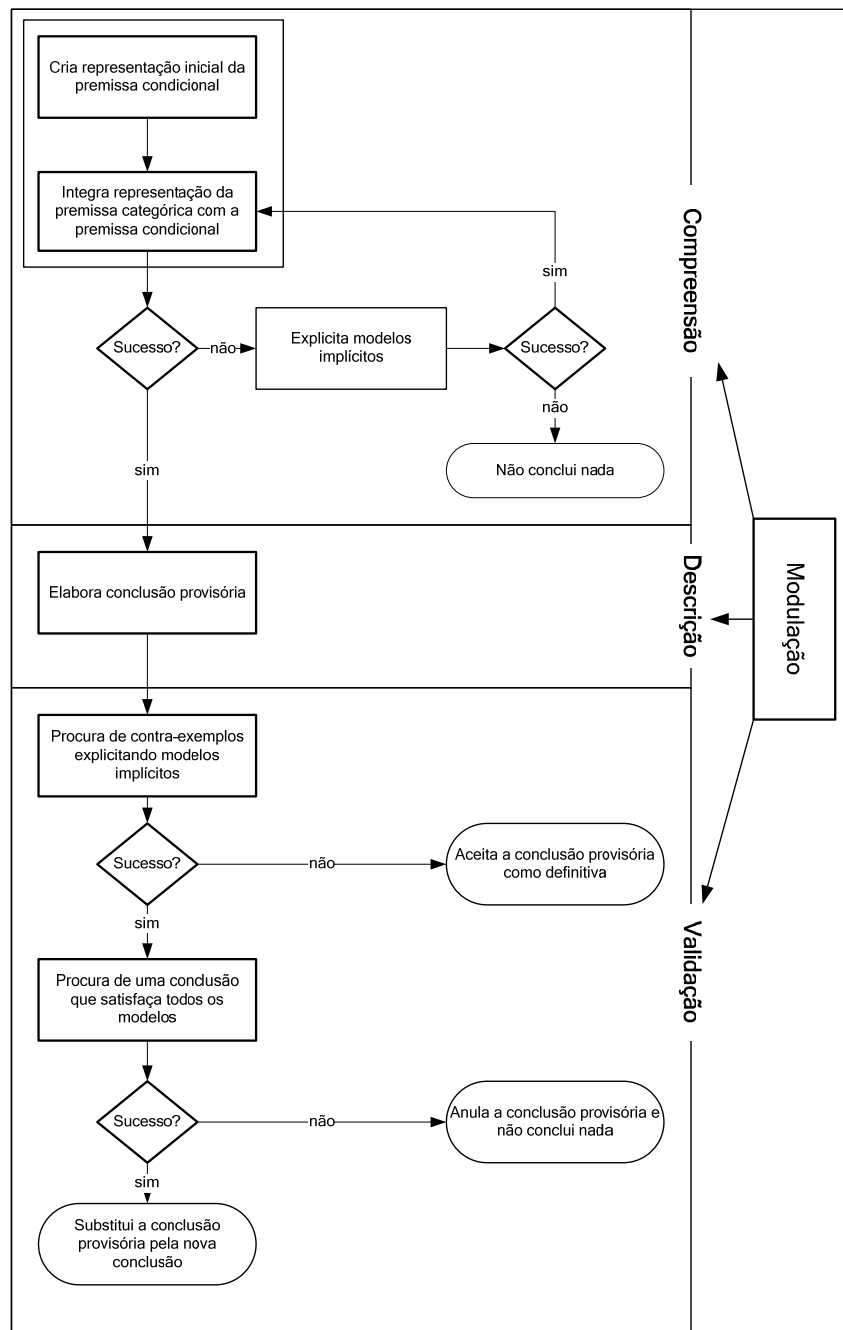 Cria representação inicial da
premissa condicional
Integra representação da
premissa categórica com a
premissa condicional
sim
Sucesso?
não
Explicita modelos
implícitos
Sucesso?
não
sim
Não conclui nada
Compreensão
Elabora conclusão provisória
Descrição
Modulação
Procura de contra-exemplos
explicitando modelos
implícitos
Sucesso?
não
Aceita a conclusão provisória
como definitiva
sim
Procura de uma conclusão
que satisfaça todos os
modelos
Validação
Sucesso?
não
Anula a conclusão provisória e
não conclui nada
sim
Substitui a conclusão
provisória pela nova
conclusão